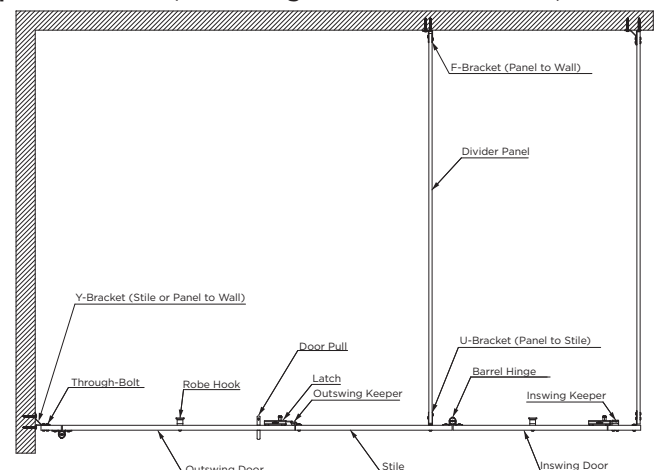 F-Bracket (Panel to Wall)
Divider Panel
Y-Bracket (Stile or Panel to Wall)
Door Pull
U-Bracket (Panel to Stile)
Through-Bolt
Robe Hook
Latch
Outswing Keeper
Barrel Hinge
Inswing Keeper
Outswing Door
Stile
Inswing Door